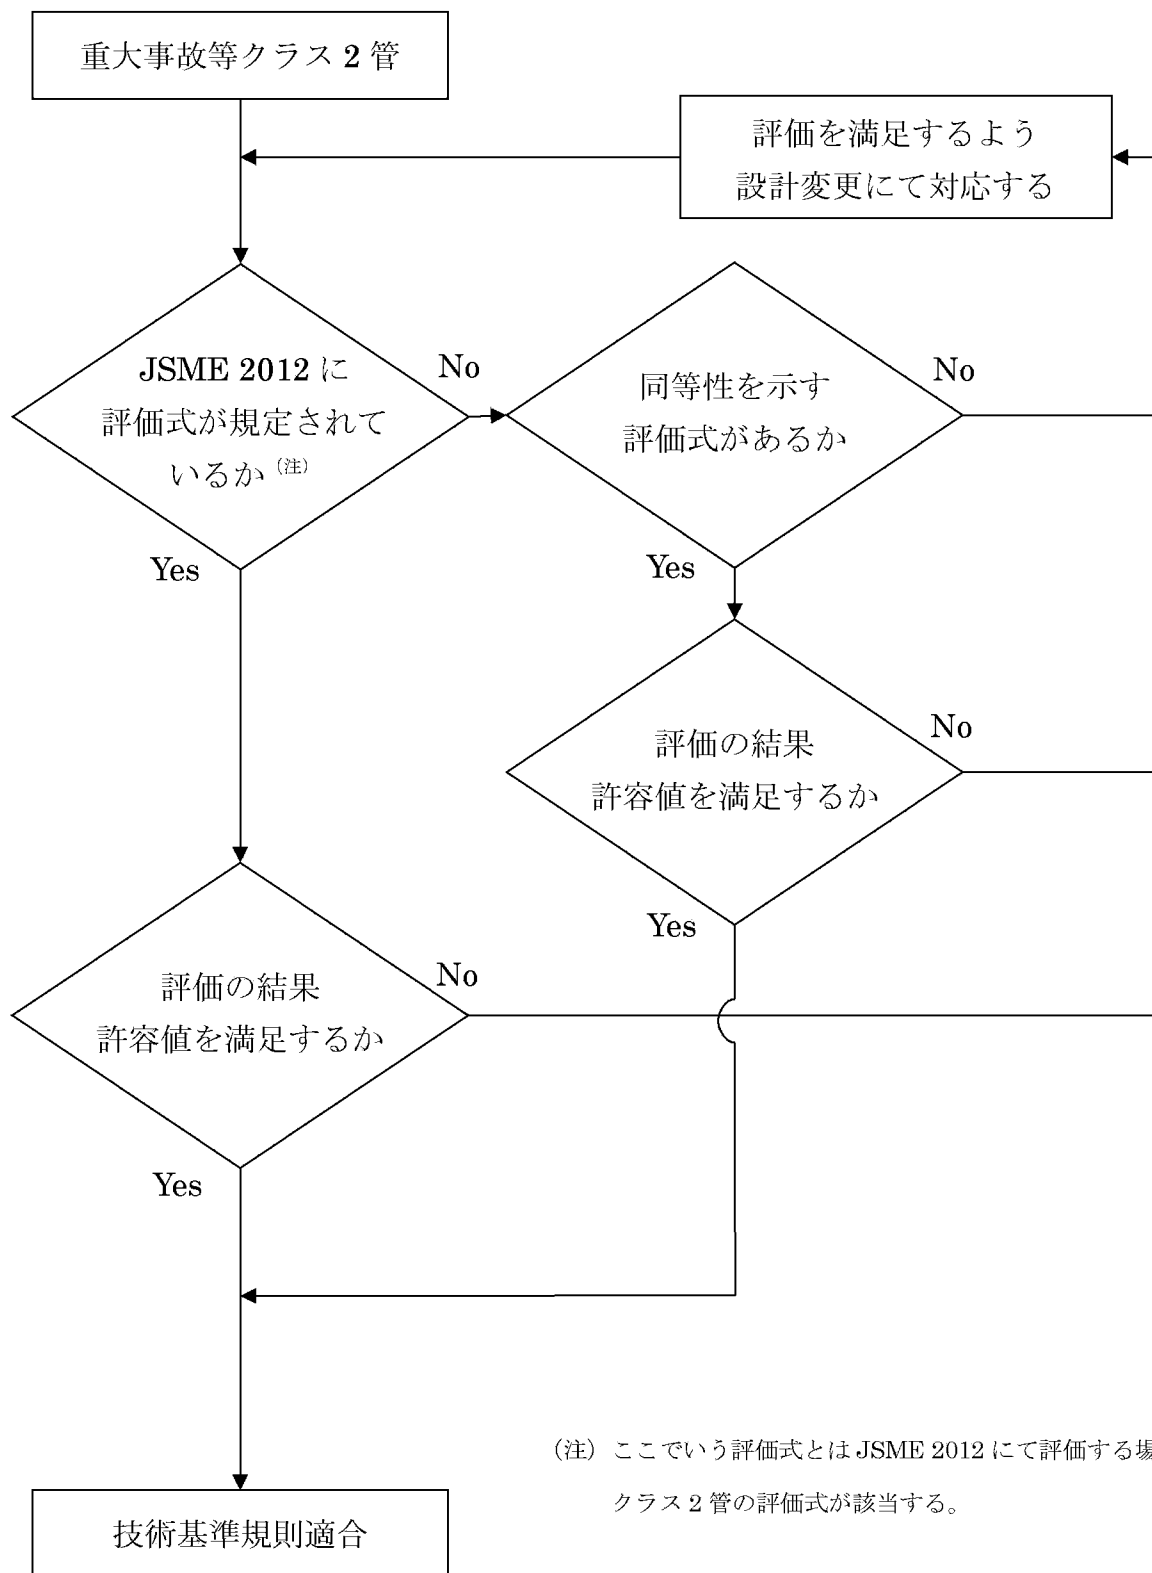 重大事故等クラス 2 管
評価を満足するよう
設計変更にて対応する
JSME 2012 に
評価式が規定されて
いるか (注)
No
同等性を示す
評価式があるか
No
Yes
Yes
評価の結果
許容値を満足するか
No
Yes
評価の結果
許容値を満足するか
No
Yes
(注) ここでいう評価式とは JSME 2012 にて評価する場
クラス 2 管の評価式が該当する。
技術基準規則適合